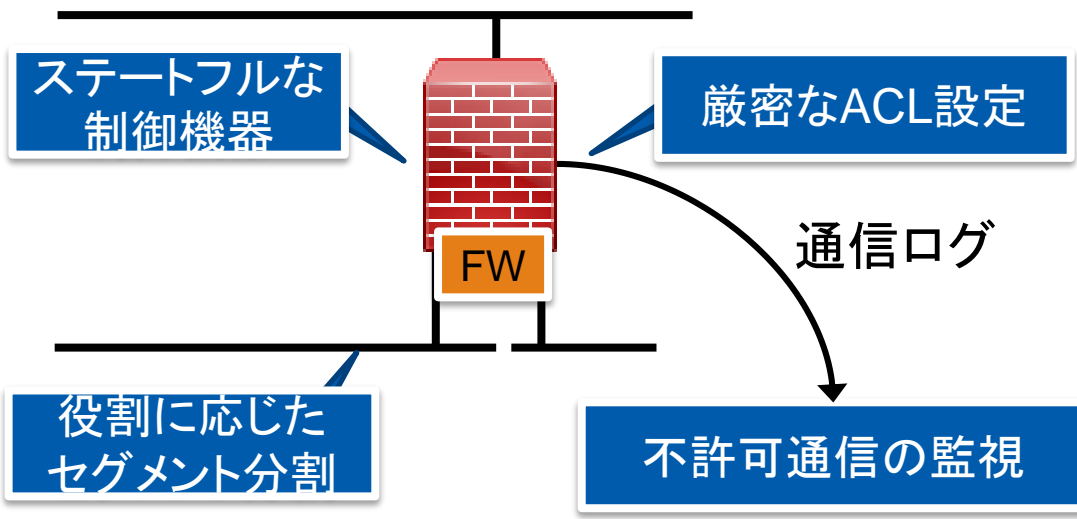 ステートフルな
制御機器
厳密なACL設定
FW
通信ログ
役割に応じた
セグメント分割
不許可通信の監視